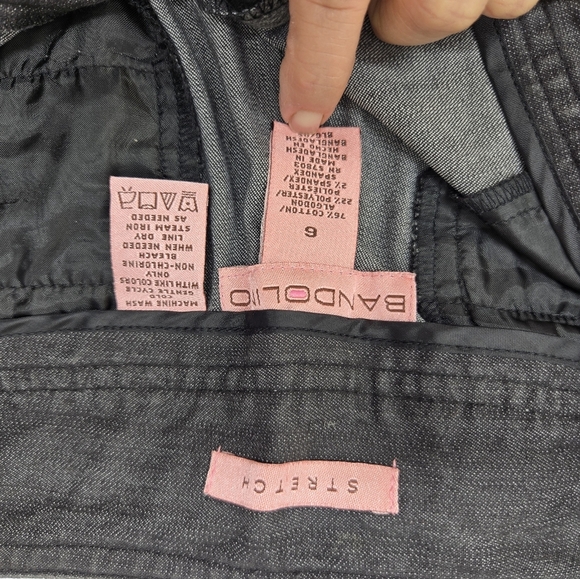 STRETCH
BANDOLINO
6
76% COTTON/
ALGODON/
22% POLYESTER/
POLIESTER
2% SPANDEX/
SPANDEX
RN 57803
MADE IN
BANGLADESH
HECHO EN
BANGLADESH
MACHINE WASH
COLD
GENTLE CYCLE
WITH LIKE COLORS
ONLY
NON-CHLORINE
BLEACH
WHEN NEEDED
LINE DRY
STEAM IRON
AS NEEDED